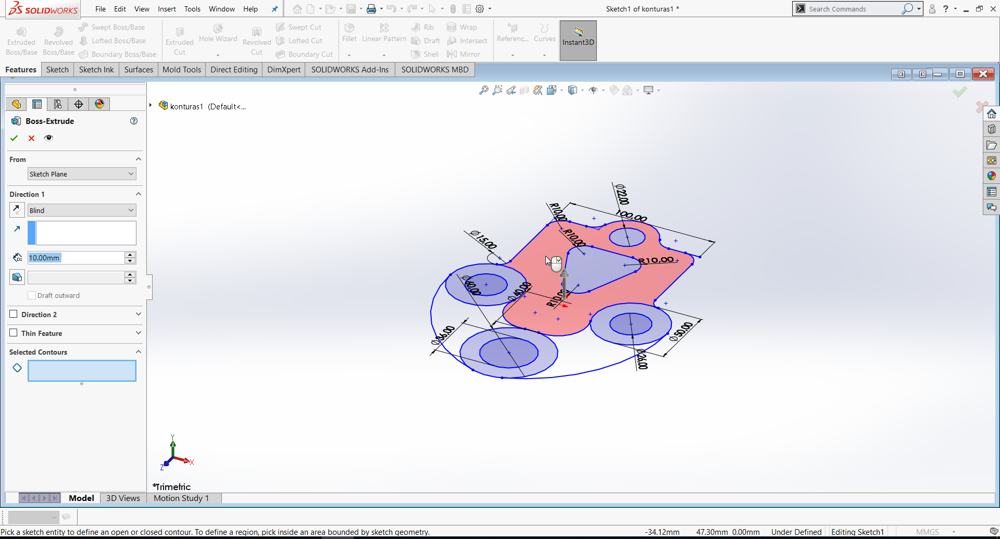 SOLIDWORKS
File Edit View Insert Tools Window Help
Sketch1 of konturas1 *
Search Commands
?
Extruded Boss/Base
Revolved Boss/Base
Swept Boss/Base
Lofted Boss/Base
Boundary Boss/Base
Extruded Cut
Hole Wizard
Revolved Cut
Swept Cut
Lofted Cut
Boundary Cut
Fillet
Linear Pattern
Rib
Draft
Shell
Wrap
Intersect
Mirror
Referenc...
Curves
Instant3D
Features Sketch Sketch Ink Surfaces Mold Tools Direct Editing DimXpert SOLIDWORKS Add-Ins SOLIDWORKS MBD
konturas1 (Default<...
Boss-Extrude
From
Sketch Plane
Direction 1
Blind
10.00mm
Draft outward
Direction 2
Thin Feature
Selected Contours
Ø22,00
100,00
R10,00
R10,00
Ø15,00
R10,00
Ø60,00
Ø40,00
R10,00
Ø36,00
Ø50,00
Ø26,00
Y
X
Z
*Trimetric
Model 3D Views Motion Study 1
Pick a sketch entity to define an open or closed contour. To define a region, pick inside an area bounded by sketch geometry.
-34.12mm 47.30mm 0.00mm Under Defined Editing Sketch1 MMGS